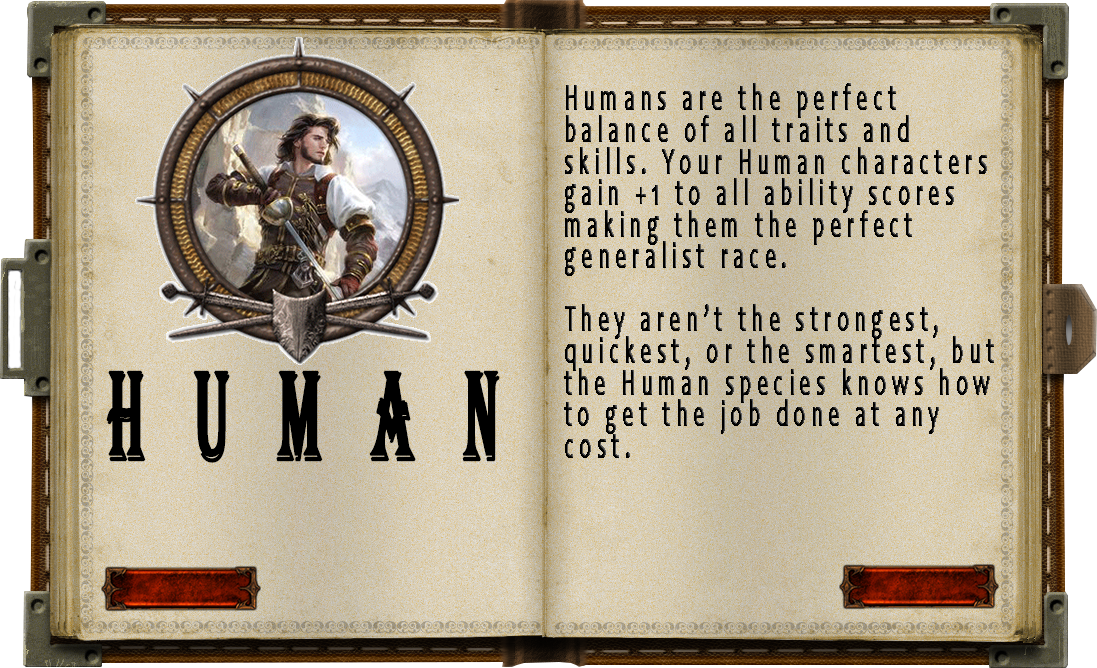 HUMAN
Humans are the perfect
balance of all traits and
skills. Your Human characters
gain +1 to all ability scores
making them the perfect
generalist race.
They aren’t the strongest,
quickest, or the smartest, but
the Human species knows how
to get the job done at any
cost.